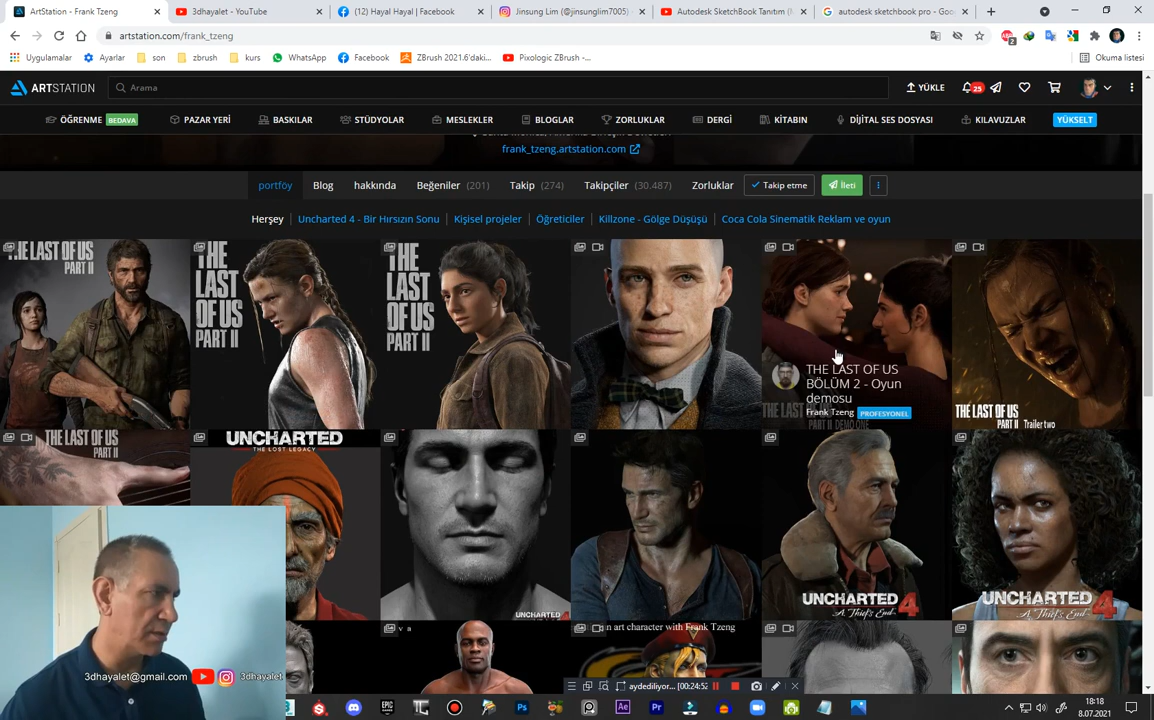 ArtStation - Frank Tzeng
3dhayalet - YouTube
(12) Hayal Hayal | Facebook
Jinsung Lim (@jinsunglim7005)
Autodesk SketchBook Tanıtım
autodesk sketchbook pro - Goo
artstation.com/frank_tzeng
2
Uygulamalar
Ayarlar
son
zbrush
kurs
WhatsApp
Facebook
ZBrush 2021.6'daki...
Pixologic ZBrush -...
Okuma listesi
ARTSTATION
Arama
YÜKLE
25
ÖĞRENME BEDAVA
PAZAR YERİ
BASKILAR
STÜDYOLAR
MESLEKLER
BLOGLAR
ZORLUKLAR
DERGİ
KİTABIN
DİJİTAL SES DOSYASI
KILAVUZLAR
YÜKSELT
frank_tzeng.artstation.com
portföy
Blog
hakkında
Beğeniler (201)
Takip (274)
Takipçiler (30.487)
Zorluklar
Takip etme
İleti
Herşey
Uncharted 4 - Bir Hırsızın Sonu
Kişisel projeler
Öğreticiler
Killzone - Gölge Düşüşü
Coca Cola Sinematik Reklam ve oyun
THE LAST OF US
PART II
THE
LAST
OF US
PART II
THE
LAST
OF US
PART II
THE LAST OF US
BÖLÜM 2 - Oyun
demosu
Frank Tzeng PROFESYONEL
THE LAST OF US
PART II Trailer two
THE LAST OF US
PART II
UNCHARTED
THE LOST LEGACY
UNCHARTED 4
UNCHARTED 4
A Thief's End
UNCHARTED 4
A Thief's End
n art character with Frank Tzeng
3dhayalet@gmail.com
3dhayalet
aydediliyor... [00:24:52
18:18
8.07.2021